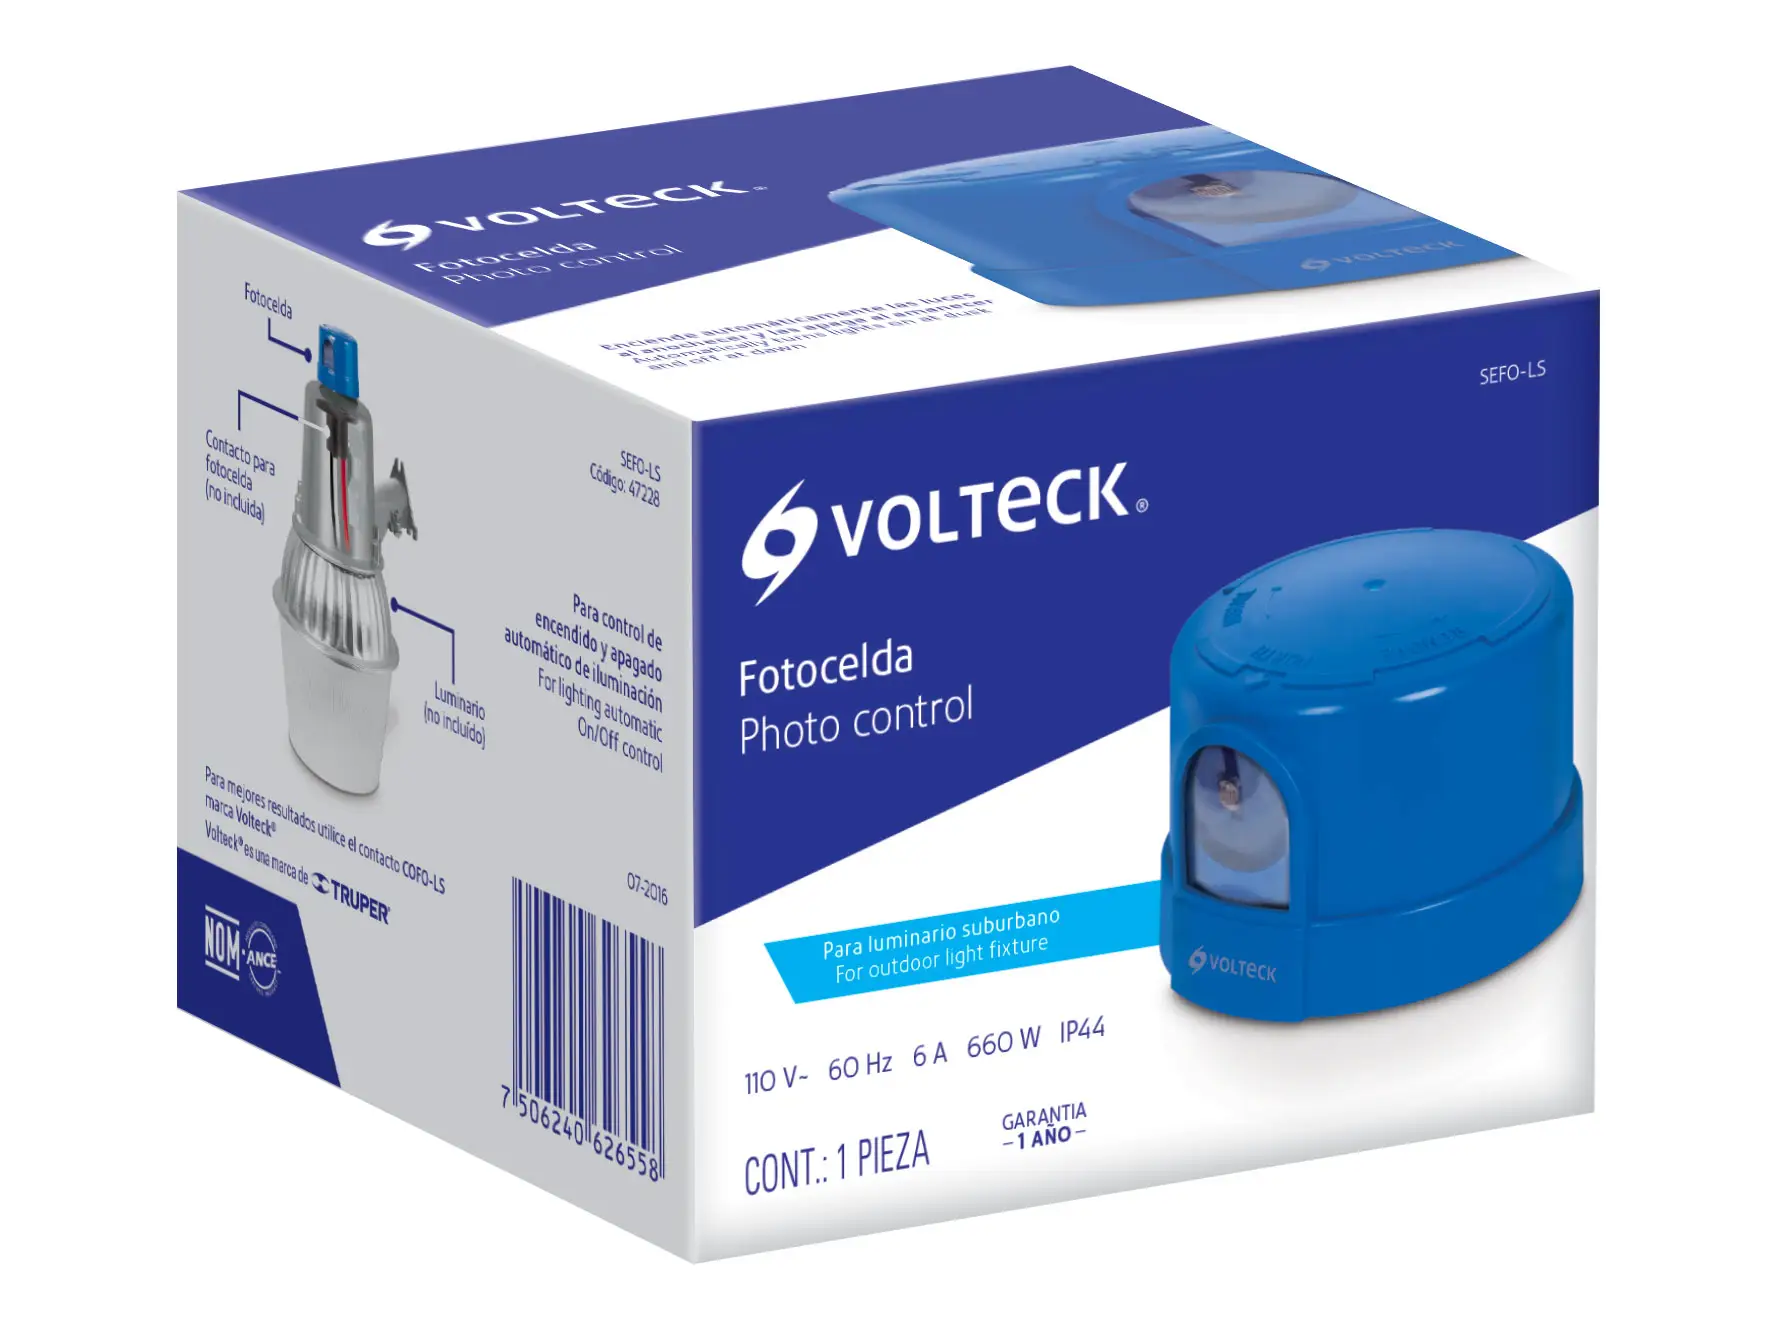 VOLTECK®
Fotocelda
Photo control
Enciende automáticamente las luces
al anochecer y las apaga al amanecer
Automatically turns lights on at dusk
and off at dawn
VOLTECK
Fotocelda
Contacto para
fotocelda
(no incluida)
SEFO-LS
Código: 47228
Para control de
encendido y apagado
automático de iluminación
For lighting automatic
On/Off control
Luminario
(no incluido)
Para mejores resultados utilice el contacto COFO-LS
marca Volteck®
Volteck® es una marca de TRUPER®
07-2016
NOM-ANCE
7 506240 626558
SEFO-LS
VOLTECK®
Fotocelda
Photo control
Para luminario suburbano
For outdoor light fixture
VOLTECK
110 V~ 60 Hz 6 A 660 W IP44
CONT.: 1 PIEZA
GARANTIA
– 1 AÑO –